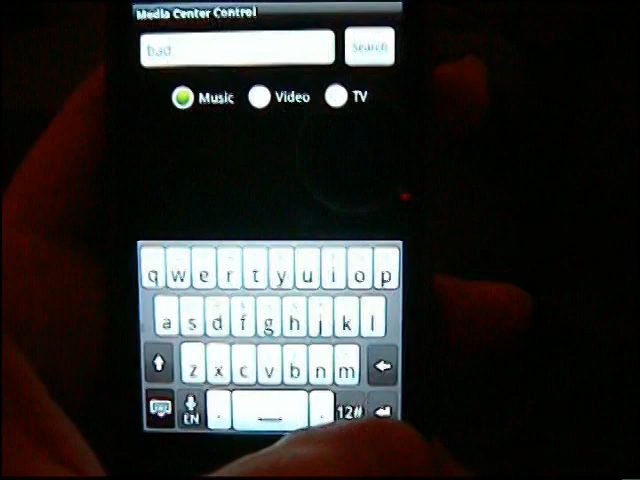 Media Center Control
bad Search
Music Video TV
q w e r t y u i o p
a s d f g h j k l
z x c v b n m
EN . . 12#